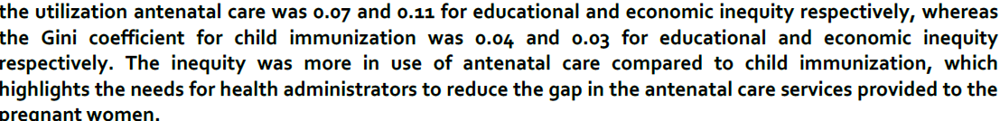 the utilization antenatal care was 0.07 and 0.11 for educational and economic inequity respectively, whereas
the Gini coefficient for child immunization was 0.04 and 0.03 for educational and economic inequity
respectively. The inequity was more in use of antenatal care compared to child immunization, which
highlights the needs for health administrators to reduce the gap in the antenatal care services provided to the
pregnant women.